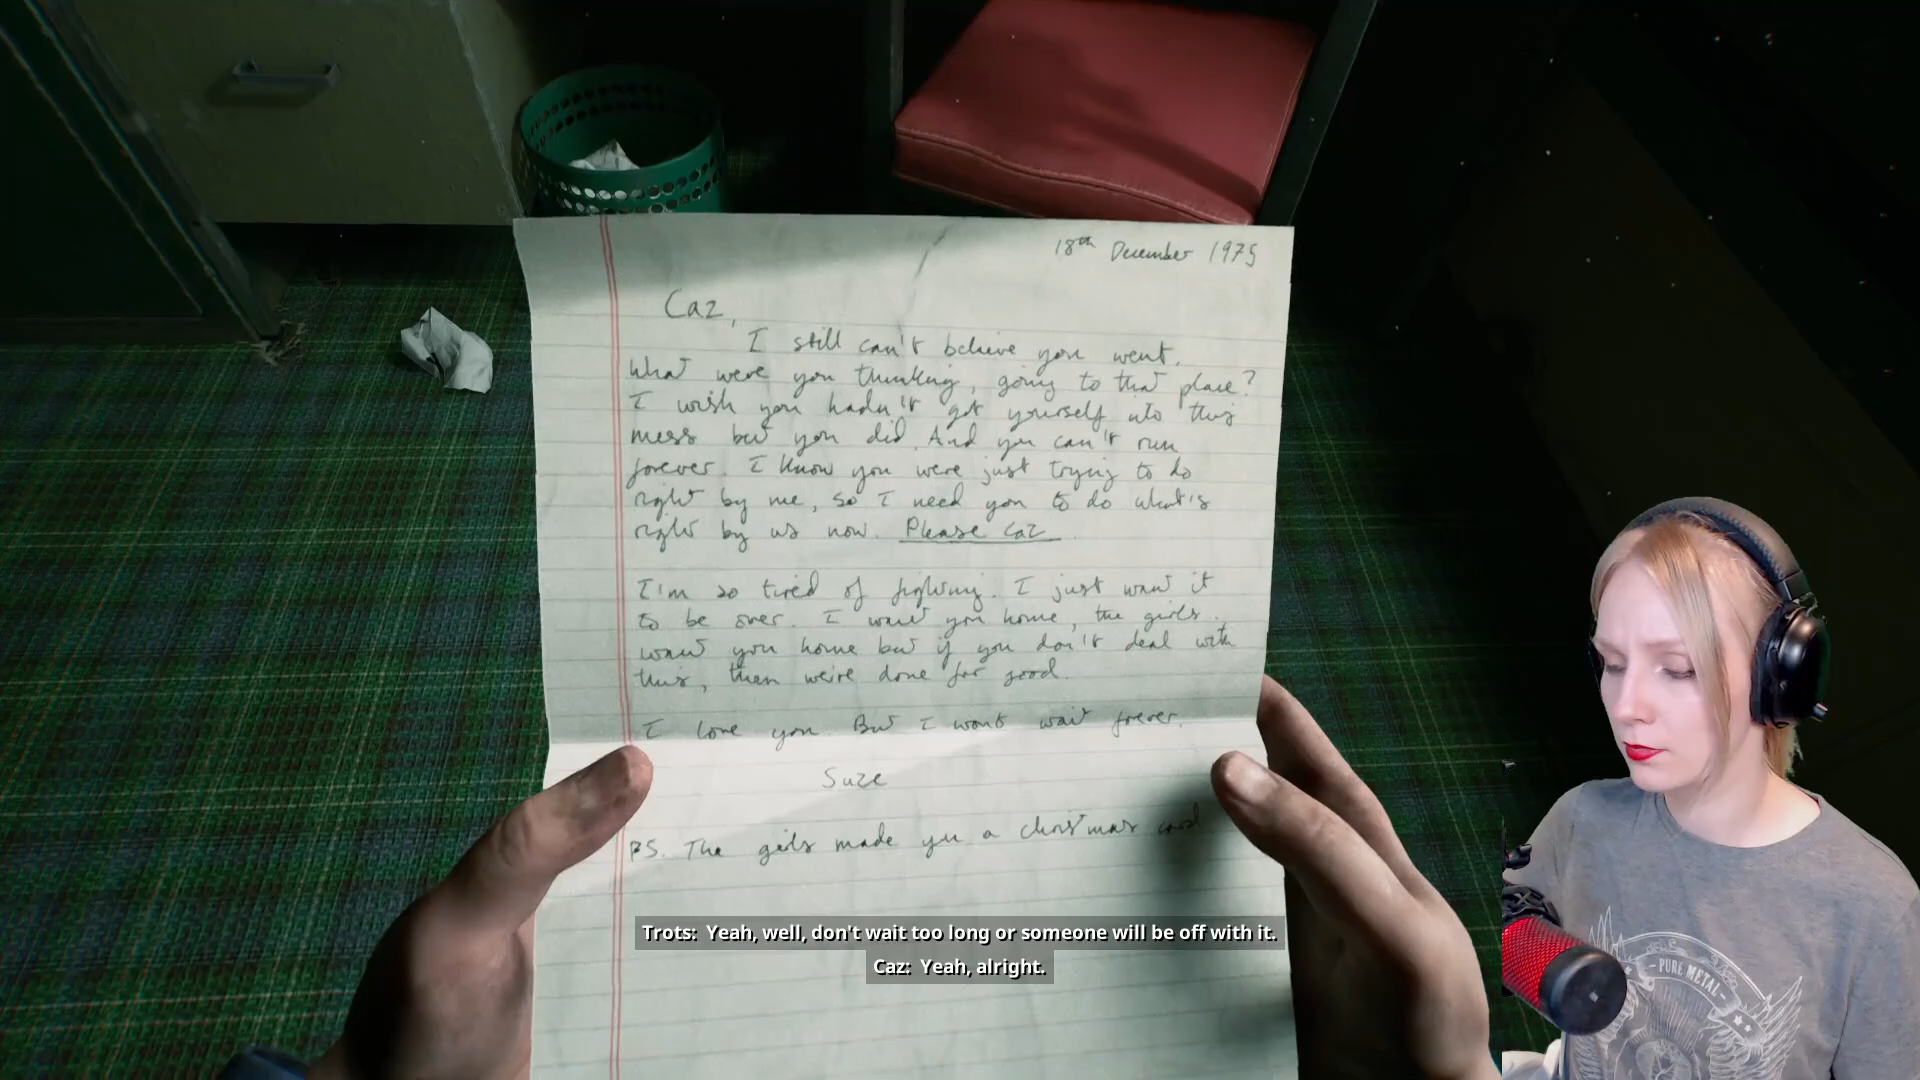 18th December 1975
Caz,
I still can't believe you went.
What were you thinking, going to that place?
I wish you hadn't got yourself into this
mess but you did. And you can't run
forever. I know you were just trying to do
right by me, so I need you to do what's
right by us now. Please Caz.
I'm so tired of fighting. I just want it
to be over. I want you home, the girls
want you home but if you don't deal with
this, then we're done for good.
I love you. But I wont wait forever.
Suze
PS. The girls made you a christmas card
Trots: Yeah, well, don't wait too long or someone will be off with it.
Caz: Yeah, alright.
- PURE METAL -